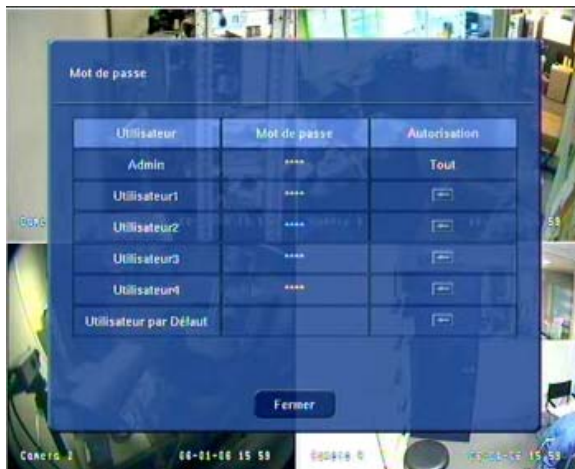 Mot de passe
Utilisateur Mot de passe Autorisation
Admin **** Tout
Utilisateur1 ****
Utilisateur2 ****
Utilisateur3 ****
Utilisateur4 ****
Utilisateur par Défaut
Fermer
Camera 3 06-01-06 15 59